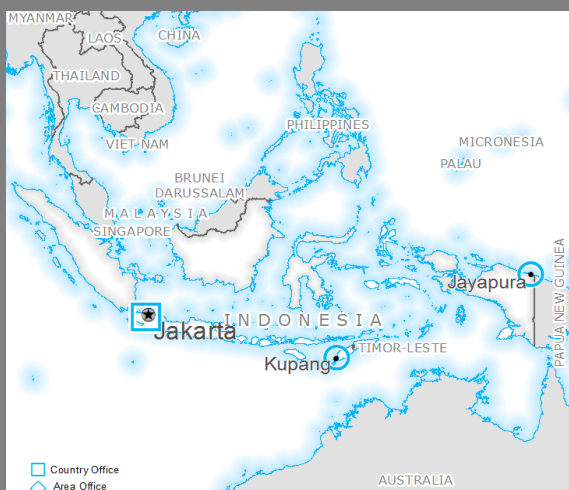 MYANMAR
LAOS
CHINA
THAILAND
CAMBODIA
VIET NAM
PHILIPPINES
MICRONESIA
PALAU
BRUNEI
DARUSSALAM
MALAYSIA
SINGAPORE
PAPUA NEW GUINEA
Jayapura
INDONESIA
Jakarta
TIMOR-LESTE
Kupang
Country Office
Area Office
AUSTRALIA